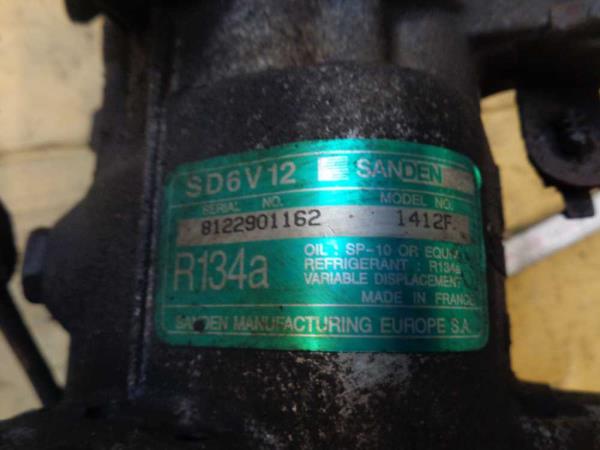 SD6V12 SANDEN
SERIAL NO. MODEL NO.
8122901162 1412F
R134a
OIL : SP-10 OR EQUIV.
REFRIGERANT : R134a
VARIABLE DISPLACEMENT
MADE IN FRANCE
SANDEN MANUFACTURING EUROPE S.A.